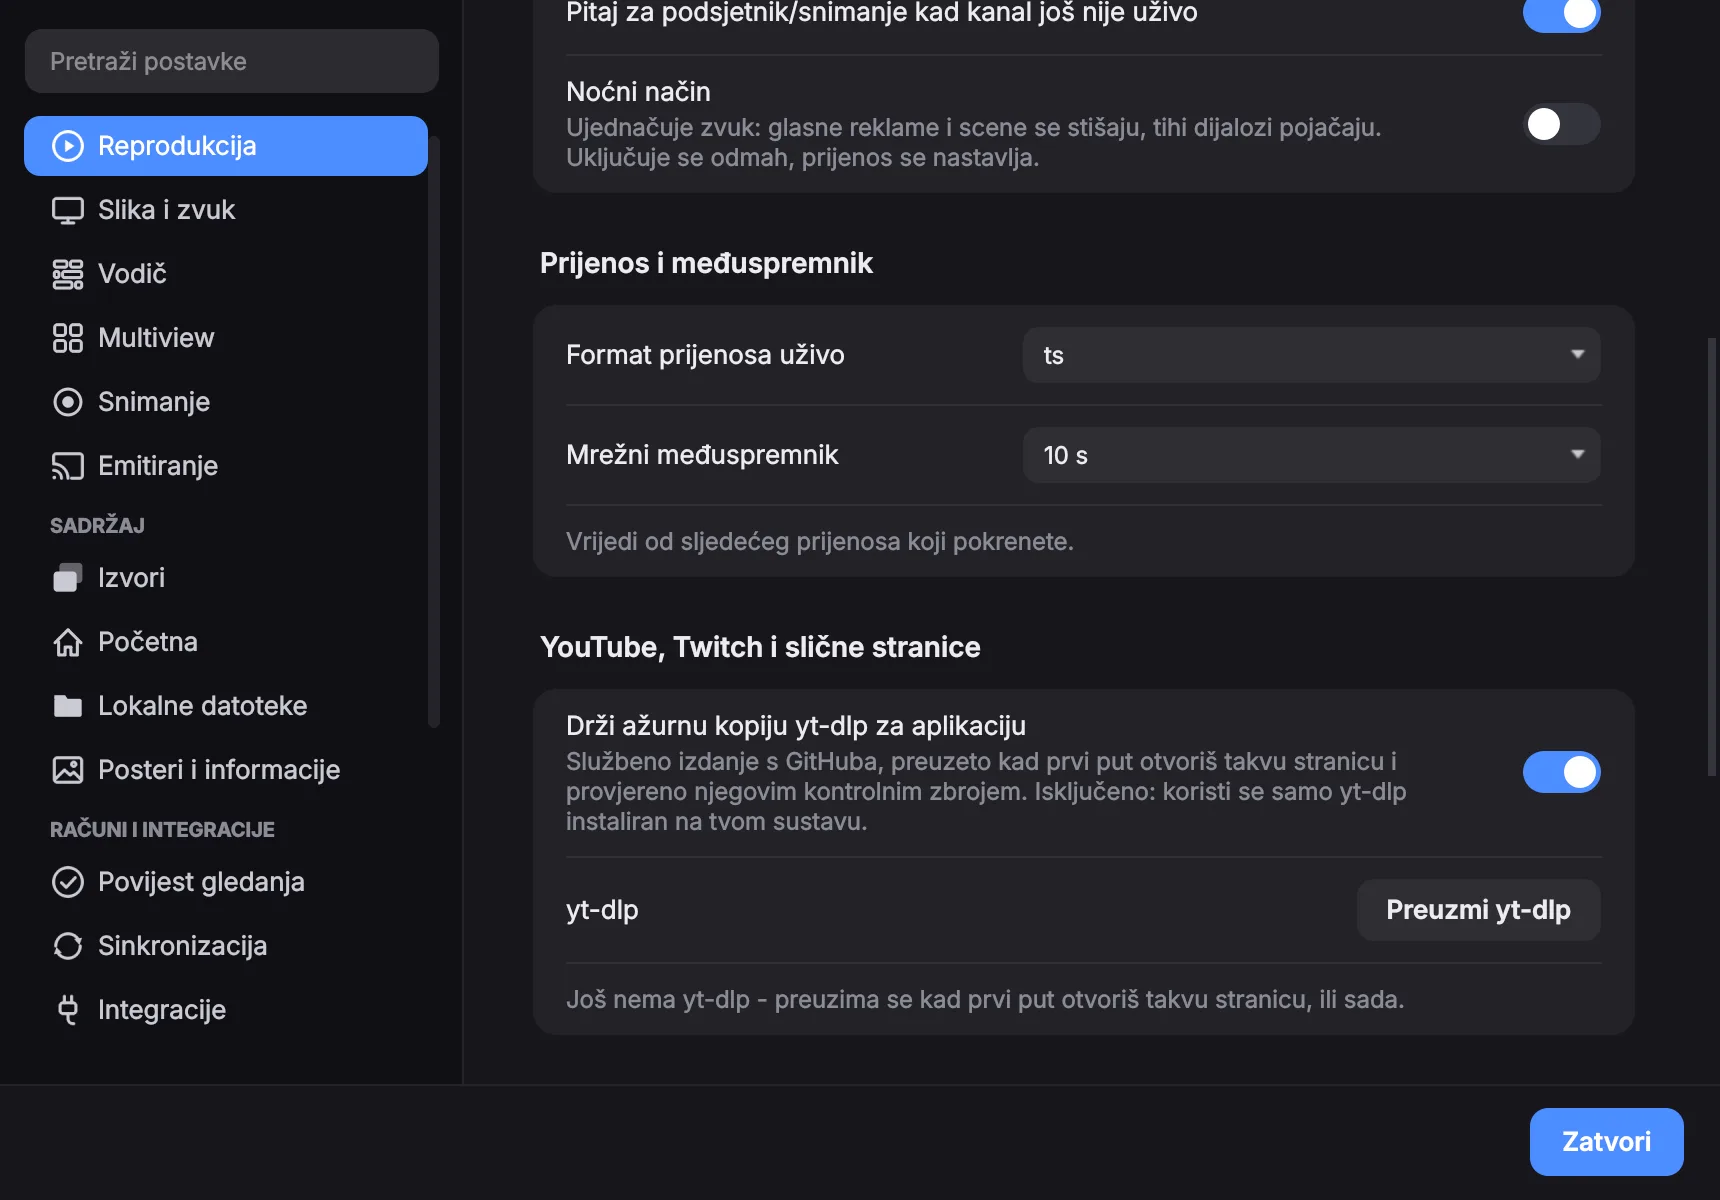 Pretraži postavke
Reprodukcija
Slika i zvuk
Vodič
Multiview
Snimanje
Emitiranje
SADRŽAJ
Izvori
Početna
Lokalne datoteke
Posteri i informacije
RAČUNI I INTEGRACIJE
Povijest gledanja
Sinkronizacija
Integracije
Pitaj za podsjetnik/snimanje kad kanal još nije uživo
Noćni način
Ujednačuje zvuk: glasne reklame i scene se stišaju, tihi dijalozi pojačaju.
Uključuje se odmah, prijenos se nastavlja.
Prijenos i međuspremnik
Format prijenosa uživo
ts
Mrežni međuspremnik
10 s
Vrijedi od sljedećeg prijenosa koji pokrenete.
YouTube, Twitch i slične stranice
Drži ažurnu kopiju yt-dlp za aplikaciju
Službeno izdanje s GitHuba, preuzeto kad prvi put otvoriš takvu stranicu i
provjereno njegovim kontrolnim zbrojem. Isključeno: koristi se samo yt-dlp
instaliran na tvom sustavu.
yt-dlp
Preuzmi yt-dlp
Još nema yt-dlp - preuzima se kad prvi put otvoriš takvu stranicu, ili sada.
Zatvori